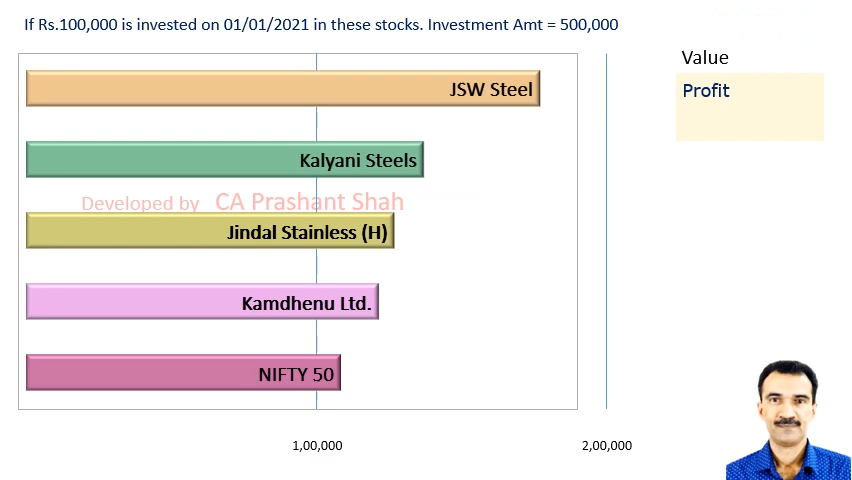 If Rs.100,000 is invested on 01/01/2021 in these stocks. Investment Amt = 500,000
Value
Profit
JSW Steel
Kalyani Steels
Developed by CA Prashant Shah
Jindal Stainless (H)
Kamdhenu Ltd.
NIFTY 50
1,00,000
2,00,000